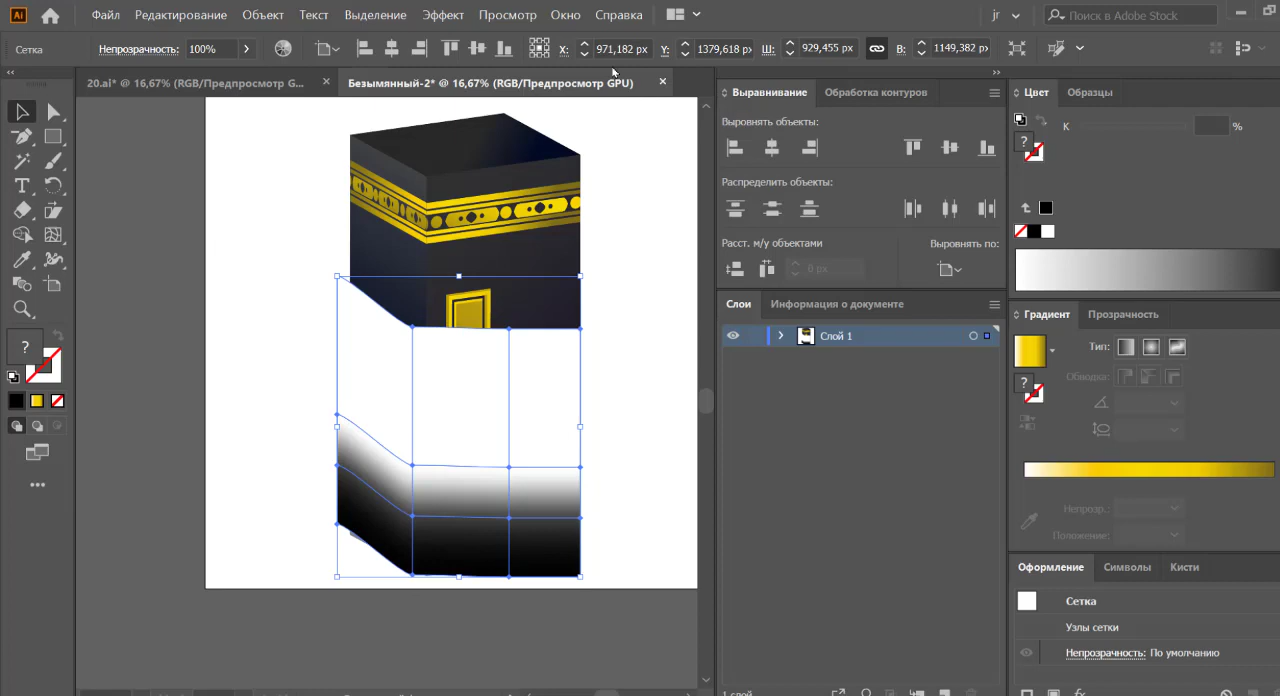 Ai
Файл Редактирование Объект Текст Выделение Эффект Просмотр Окно Справка
jr
Поиск в Adobe Stock
Сетка
Непрозрачность: 100%
X: 971,182 px
Y: 1379,618 px
Ш: 929,455 px
В: 1149,382 px
20.ai* @ 16,67% (RGB/Предпросмотр G...
Безымянный-2* @ 16,67% (RGB/Предпросмотр GPU)
Выравнивание Обработка контуров
Выровнять объекты:
Распределить объекты:
Расст. м/у объектами
Выровнять по:
0 px
Слои Информация о документе
Слой 1
1 слой
Цвет Образцы
K %
Градиент Прозрачность
Тип:
Обводка:
Непрозр.:
Положение:
Оформление Символы Кисти
Сетка
Узлы сетки
Непрозрачность: По умолчанию
fx